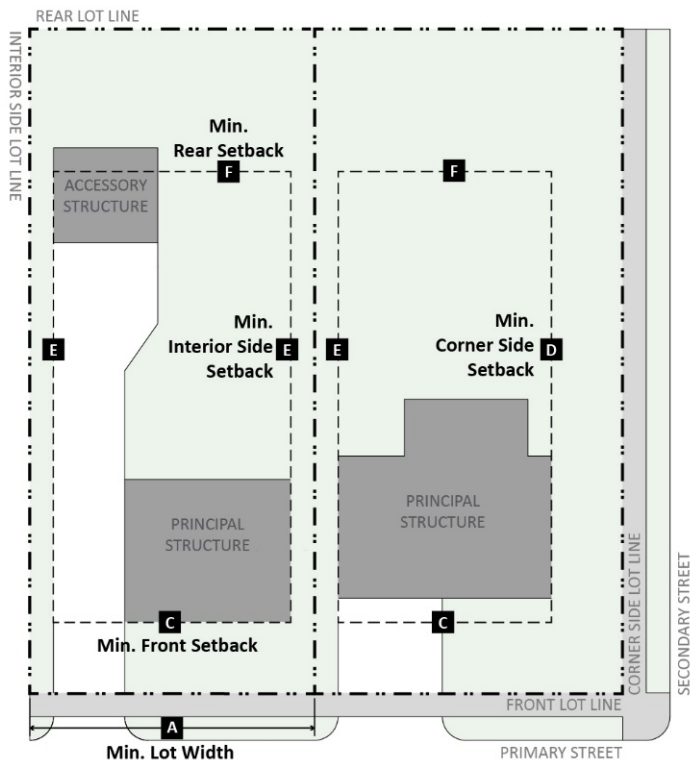 REAR LOT LINE
INTERIOR SIDE LOT LINE
Min.
Rear Setback
F
F
ACCESSORY
STRUCTURE
E
Min.
Interior Side
Setback
E
E
Min.
Corner Side
Setback
D
PRINCIPAL
STRUCTURE
PRINCIPAL
STRUCTURE
C
Min. Front Setback
C
CORNER SIDE LOT LINE
SECONDARY STREET
FRONT LOT LINE
A
Min. Lot Width
PRIMARY STREET